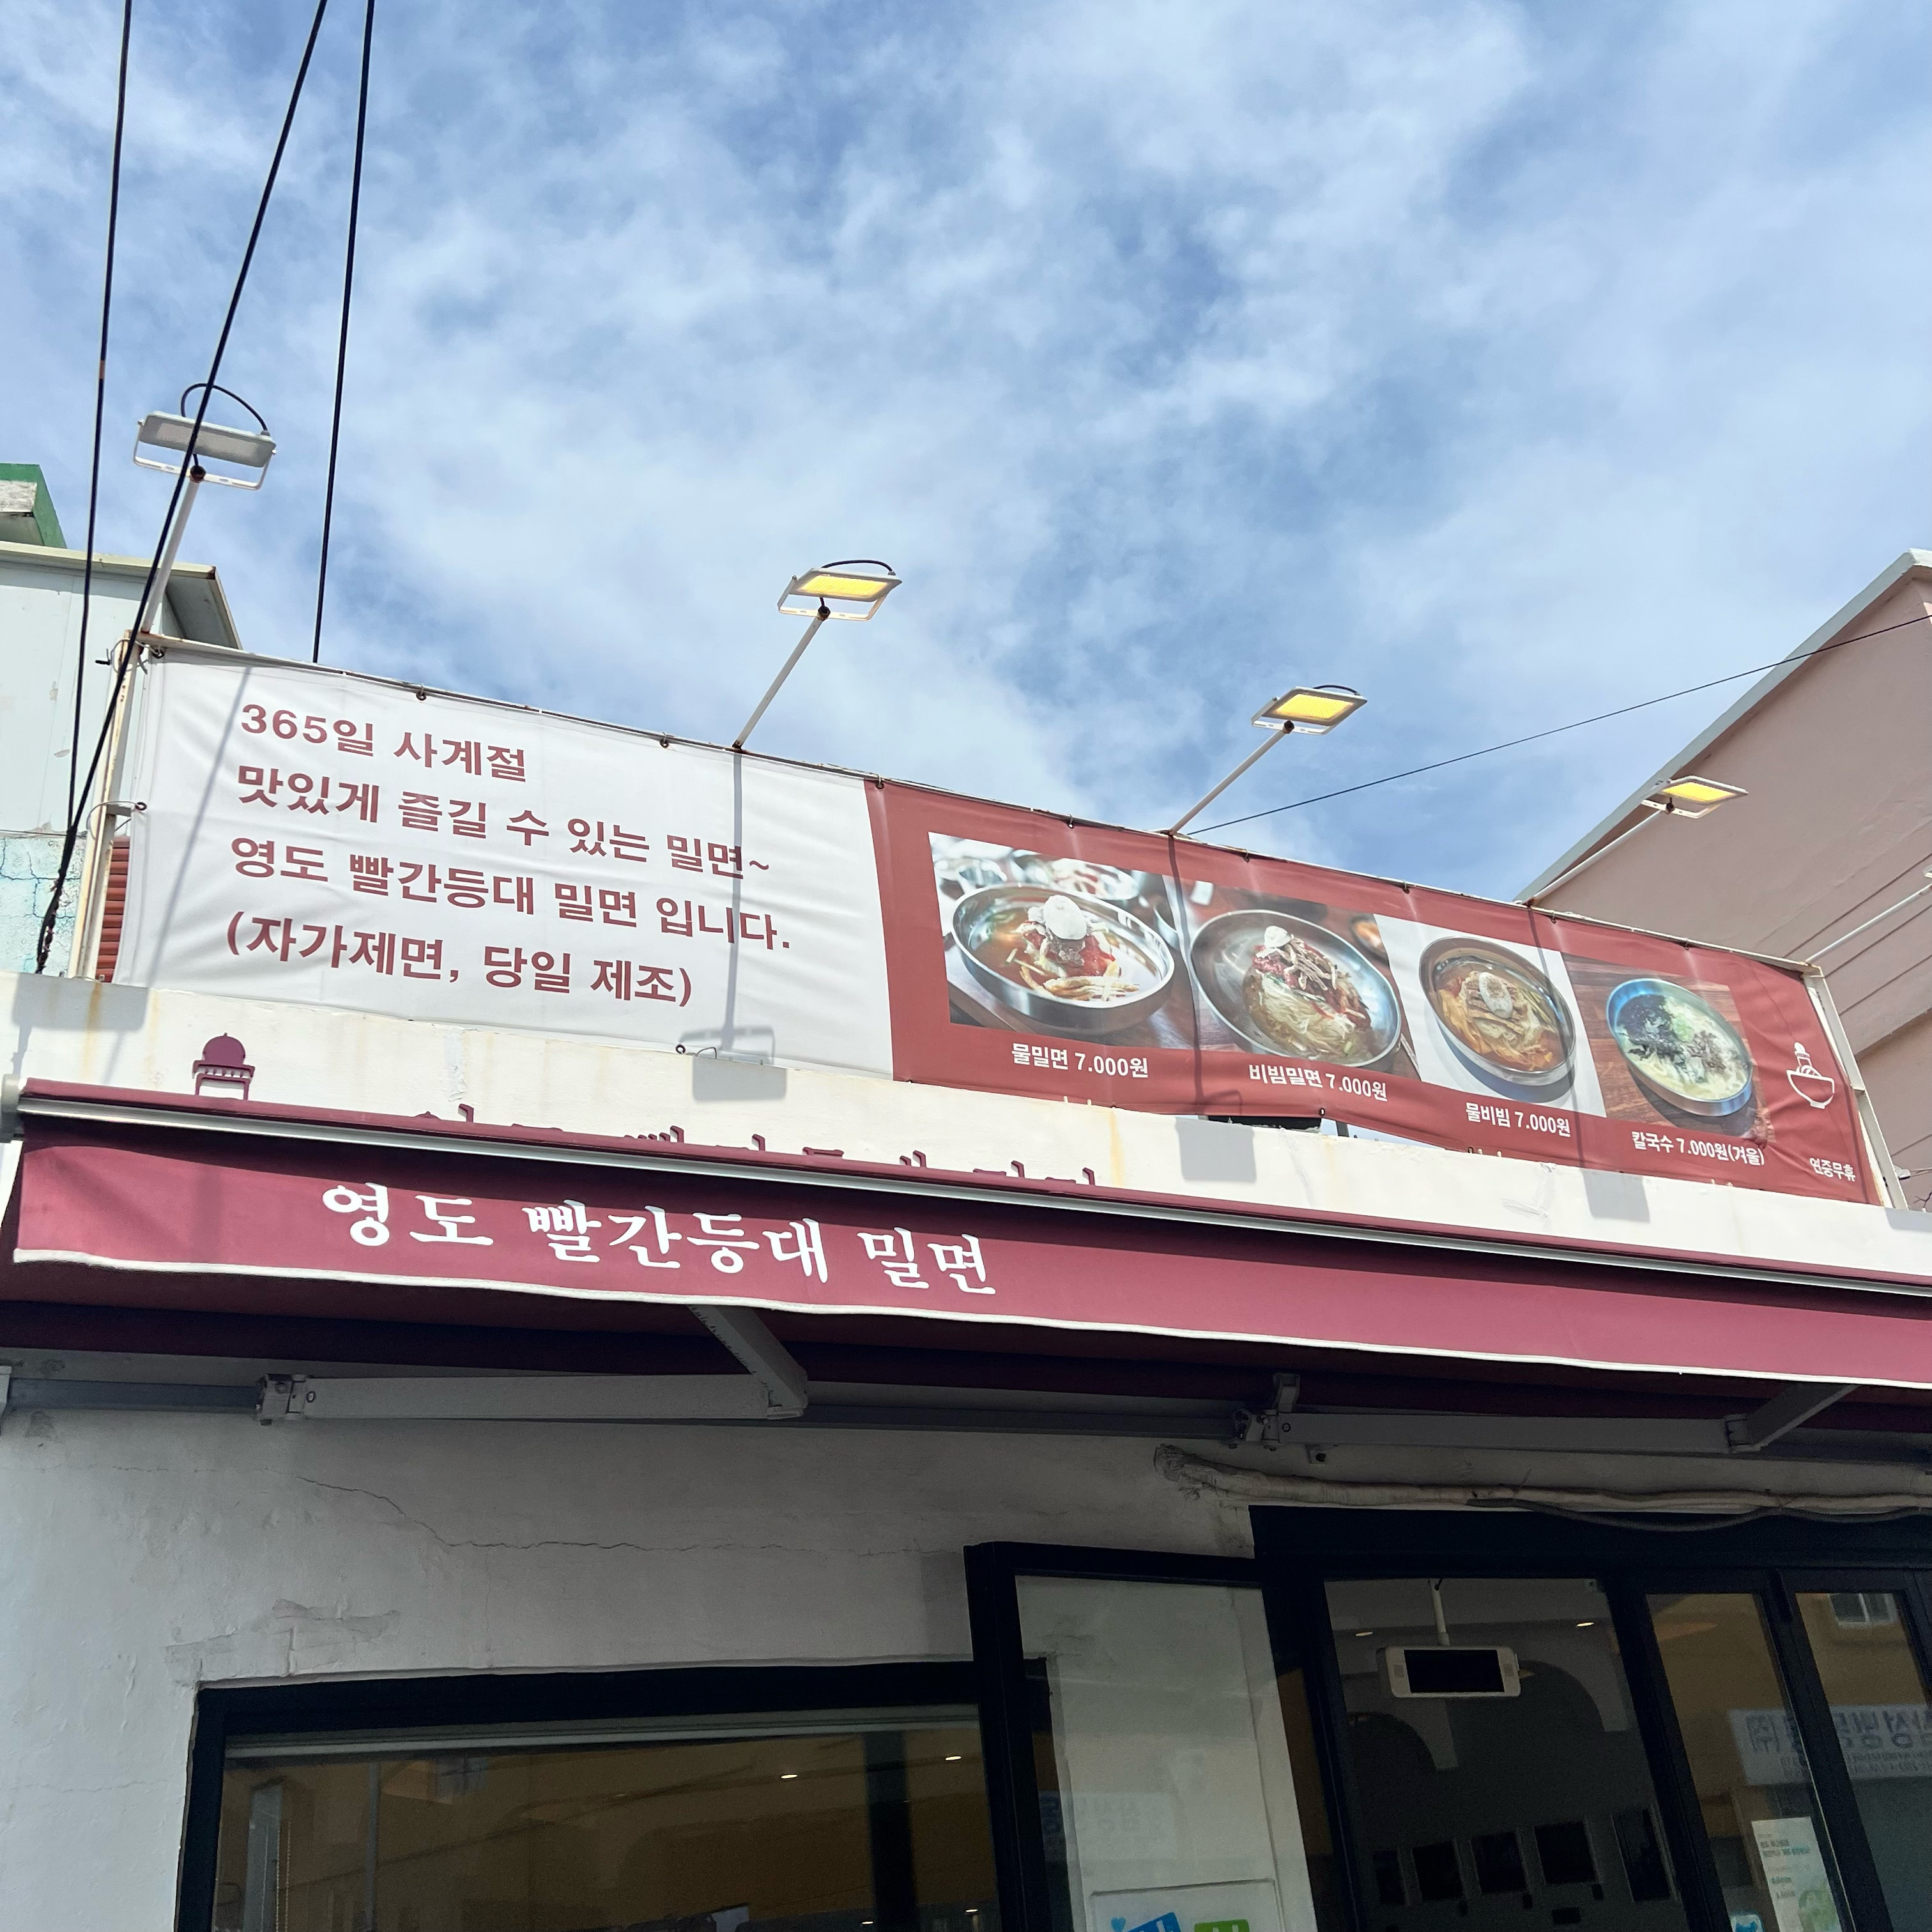 365일 사계절
맛있게 즐길 수 있는 밀면~
영도 빨간등대 밀면 입니다.
(자가제면, 당일 제조)
물밀면 7.000원
비빔밀면 7.000원
물비빔 7.000원
칼국수 7.000원(겨울)
연중무휴
영도 빨간등대 밀면